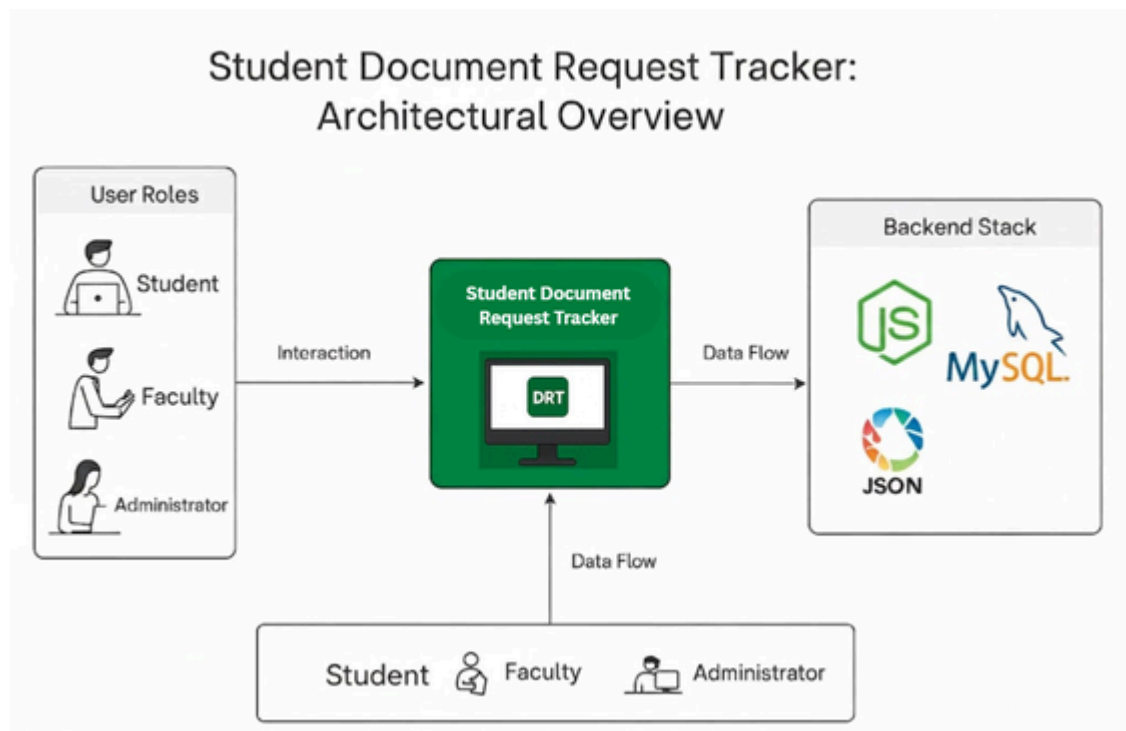 Student Document Request Tracker:
Architectural Overview
User Roles
Student
Faculty
Administrator
Interaction
Student Document
Request Tracker
DRT
Data Flow
Backend Stack
JS
MySQL.
JSON
Data Flow
Student Faculty Administrator